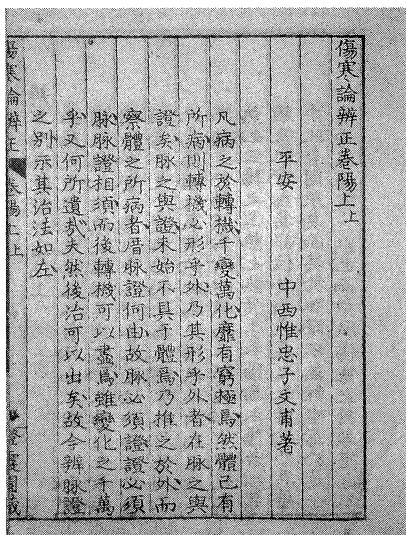 傷寒論辨正卷陽上上
平安　中西惟忠子文甫著
凡病之於轉機千變萬化靡有窮極焉然體已有
所病則轉機必形乎外乃其形乎外者在脉之與
證矣脉之與證未始不具于體焉乃推之於外而
察體之所病者厝脉證何由故脉必須證證必須
脉脉證相須而後轉機可以盡焉雖變化之千萬
乎又何所遺哉夫然後治可以出矣故今辨脉證
之別示其治法如左
傷寒論辨正 卷陽上上